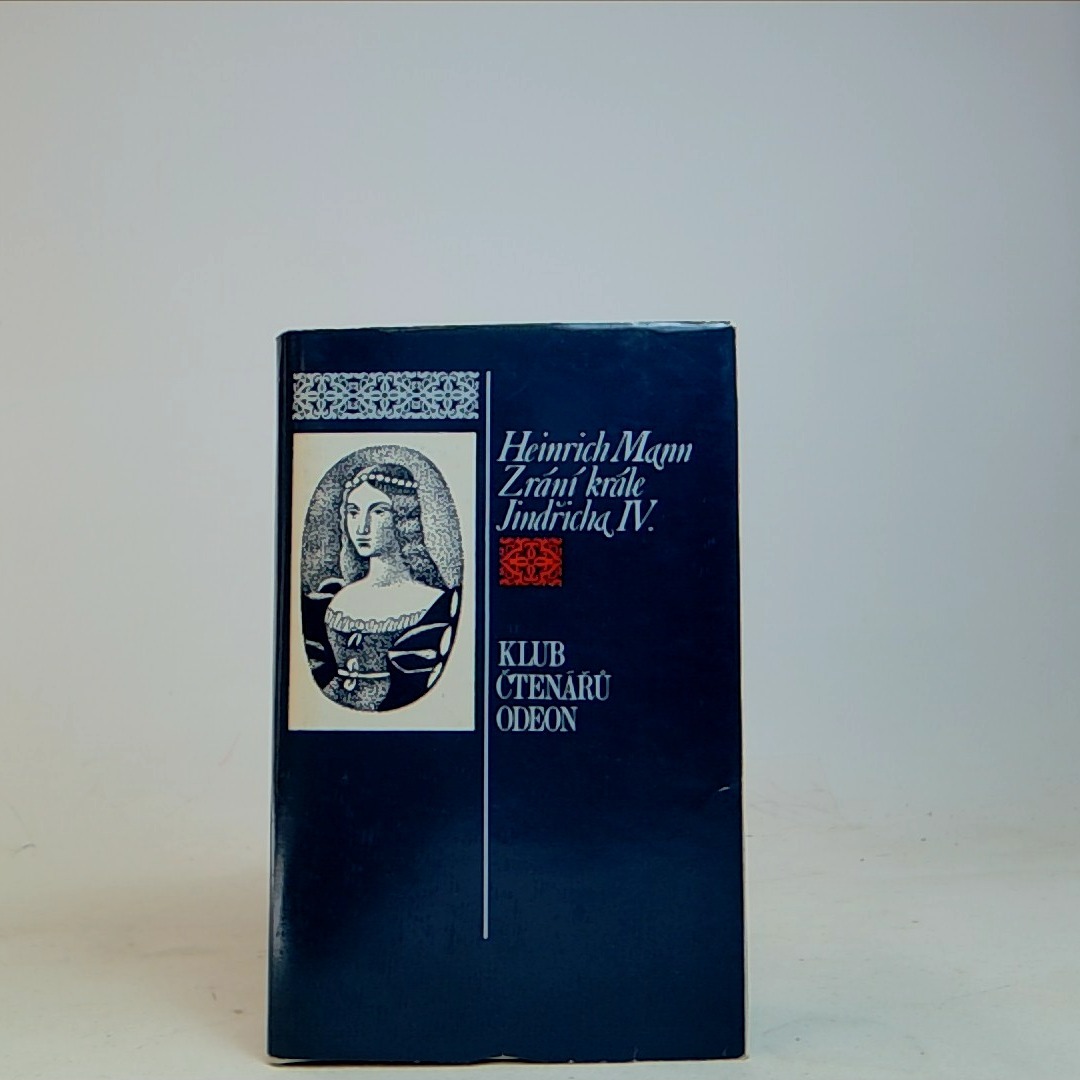 Heinrich Mann
Zrání krále
Jindřicha IV.
KLUB
ČTENÁŘŮ
ODEON